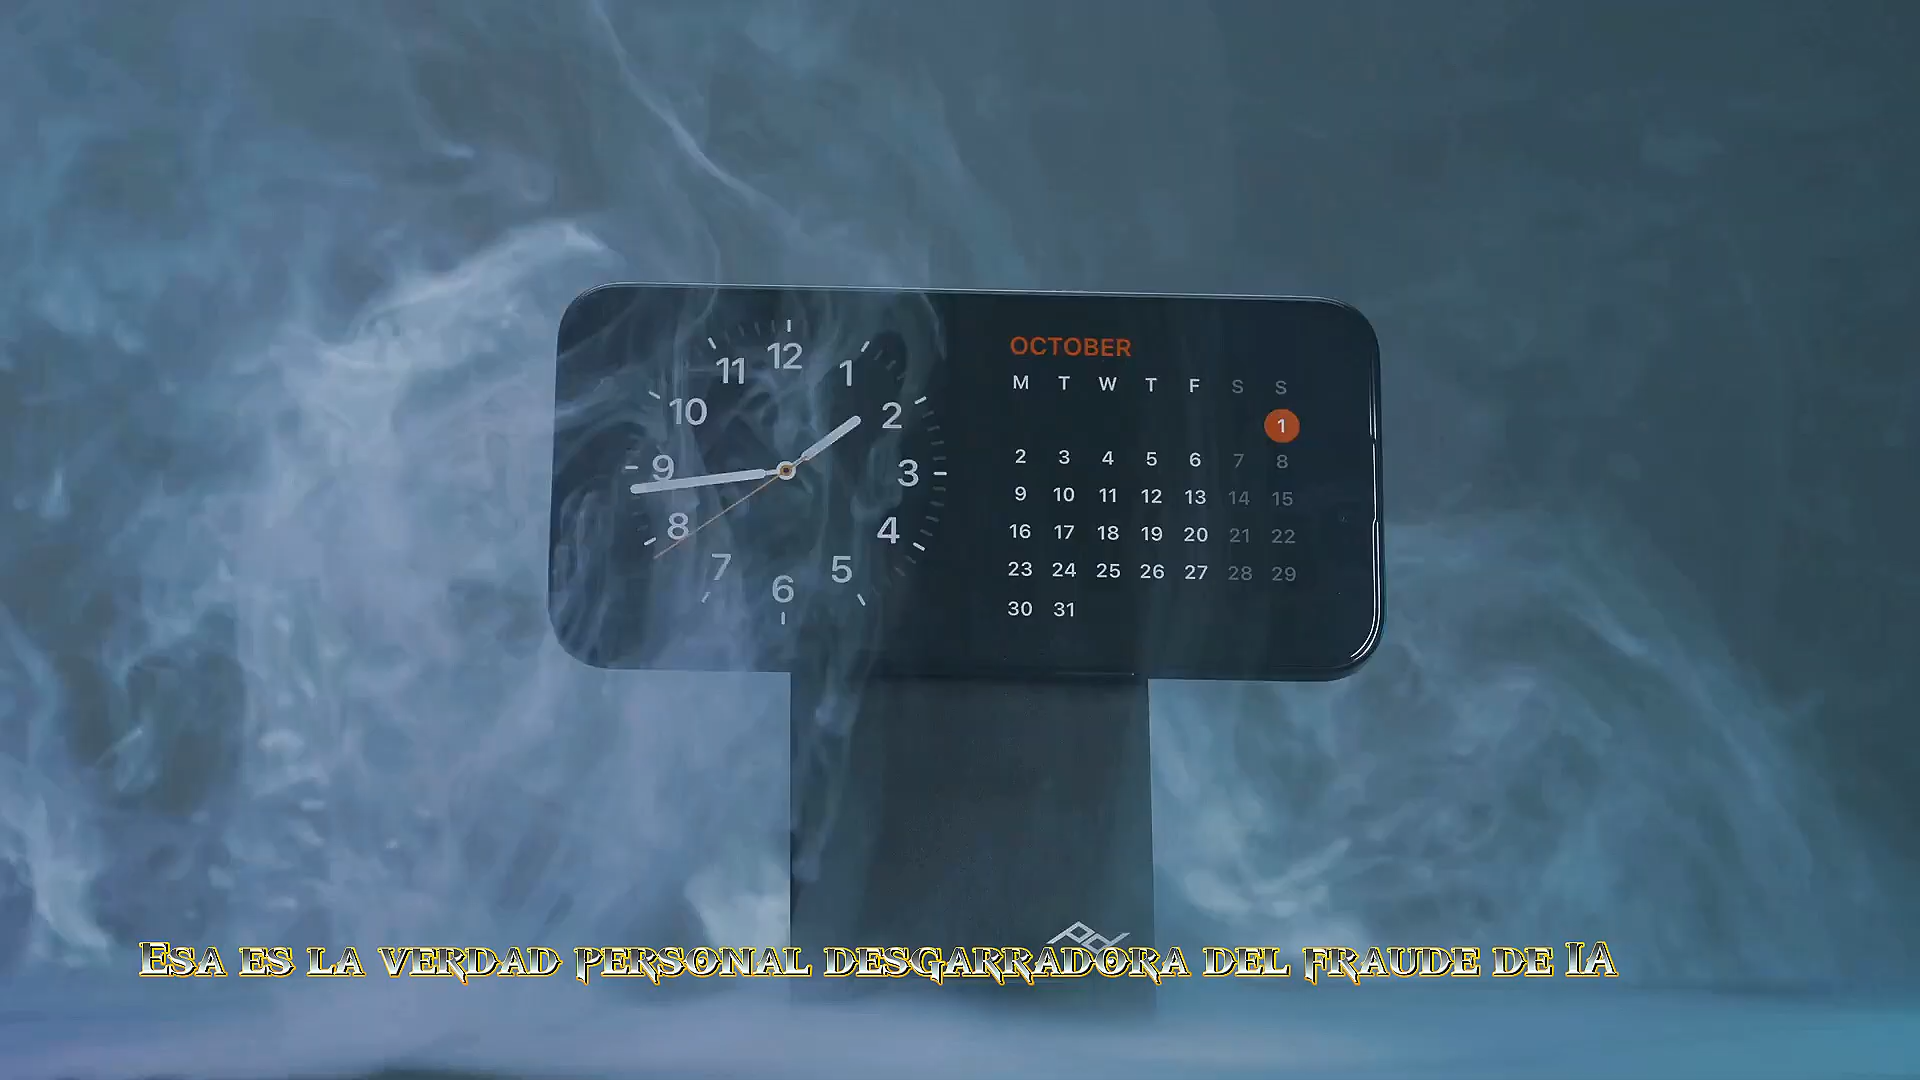 12
11
1
10
2
9
3
8
4
7
5
6
OCTOBER
M T W T F S S
1
2 3 4 5 6 7 8
9 10 11 12 13 14 15
16 17 18 19 20 21 22
23 24 25 26 27 28 29
30 31
pd
Esa es la verdad personal desgarradora del fraude de IA